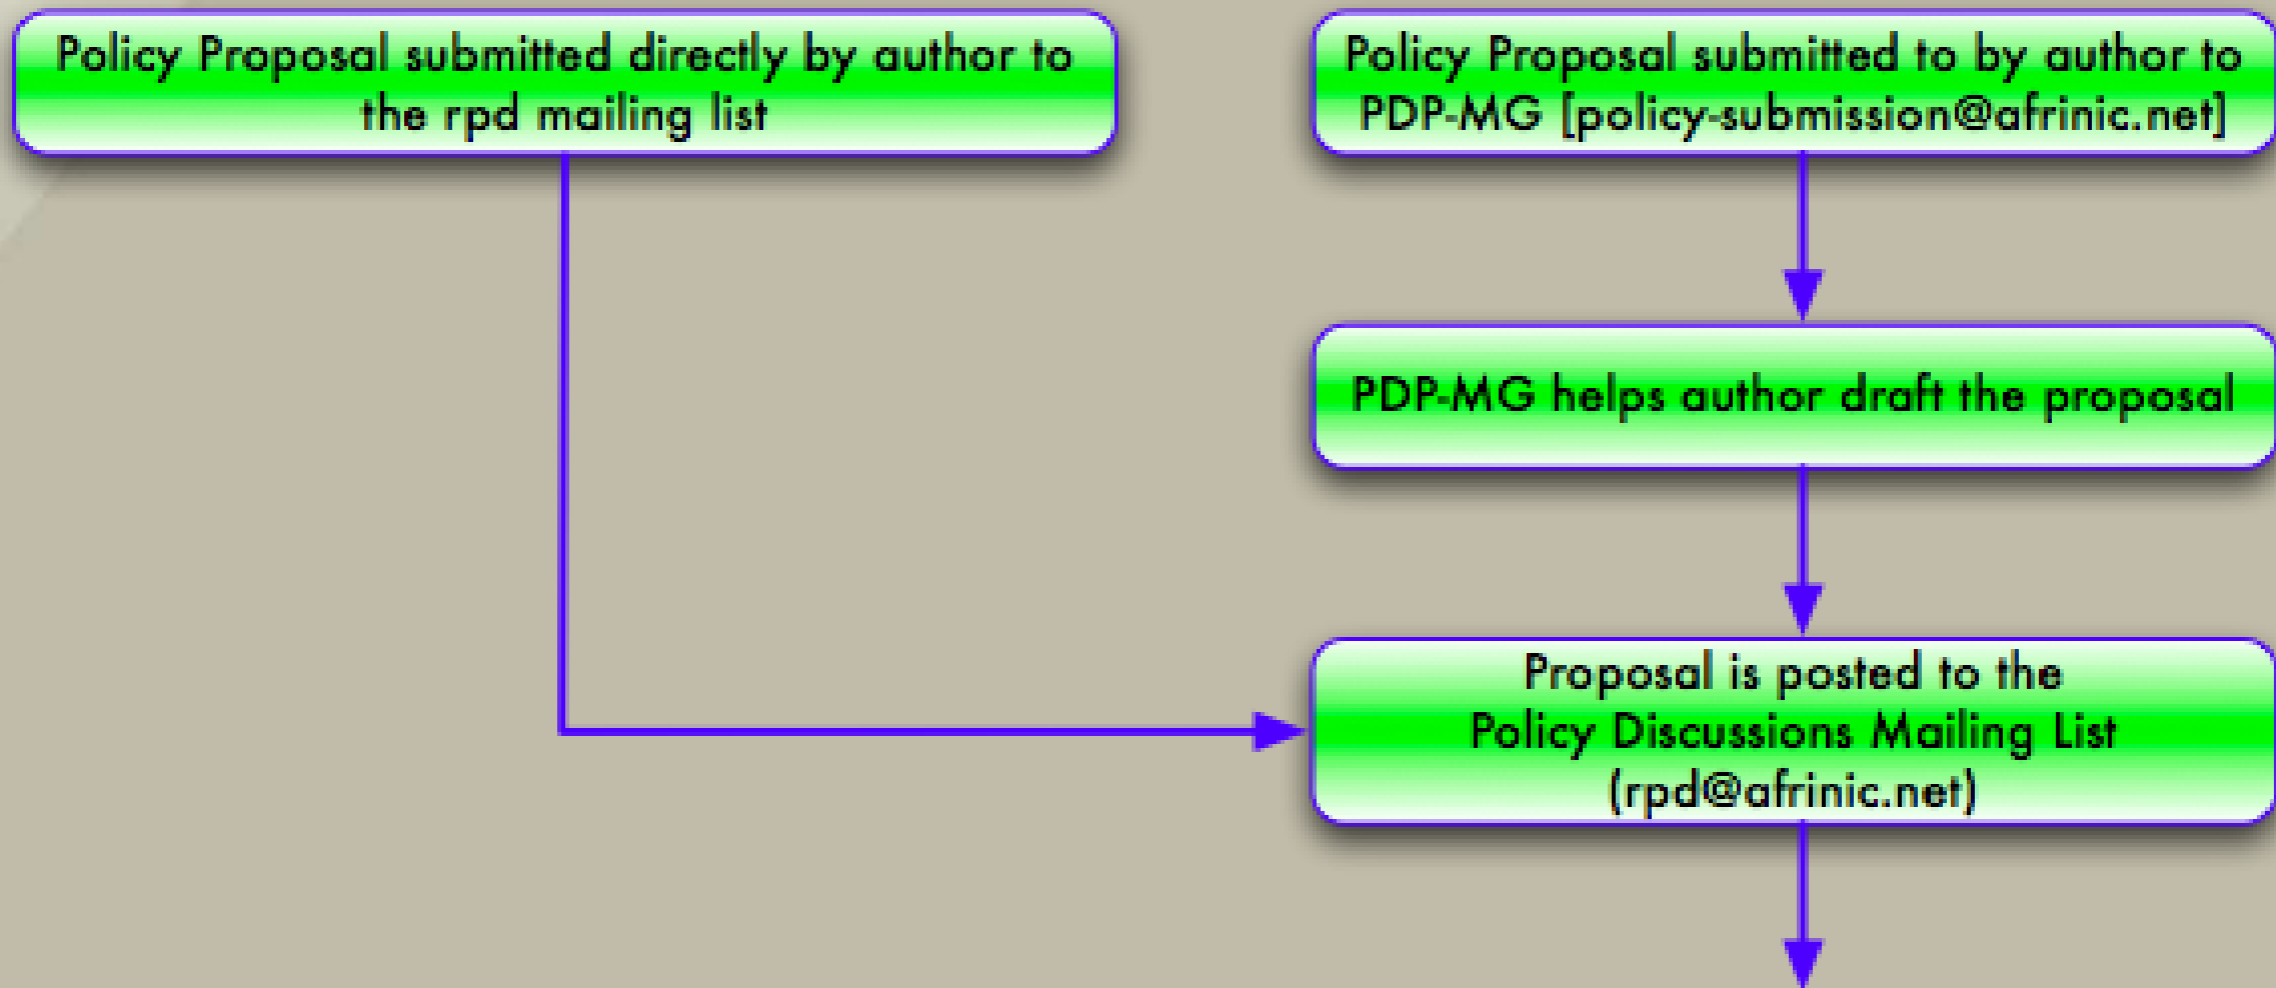 Policy Proposal submitted directly by author to
the rpd mailing list
Policy Proposal submitted to by author to
PDP-MG [policy-submission@afrinic.net]
PDP-MG helps author draft the proposal
Proposal is posted to the
Policy Discussions Mailing List
(rpd@afrinic.net)